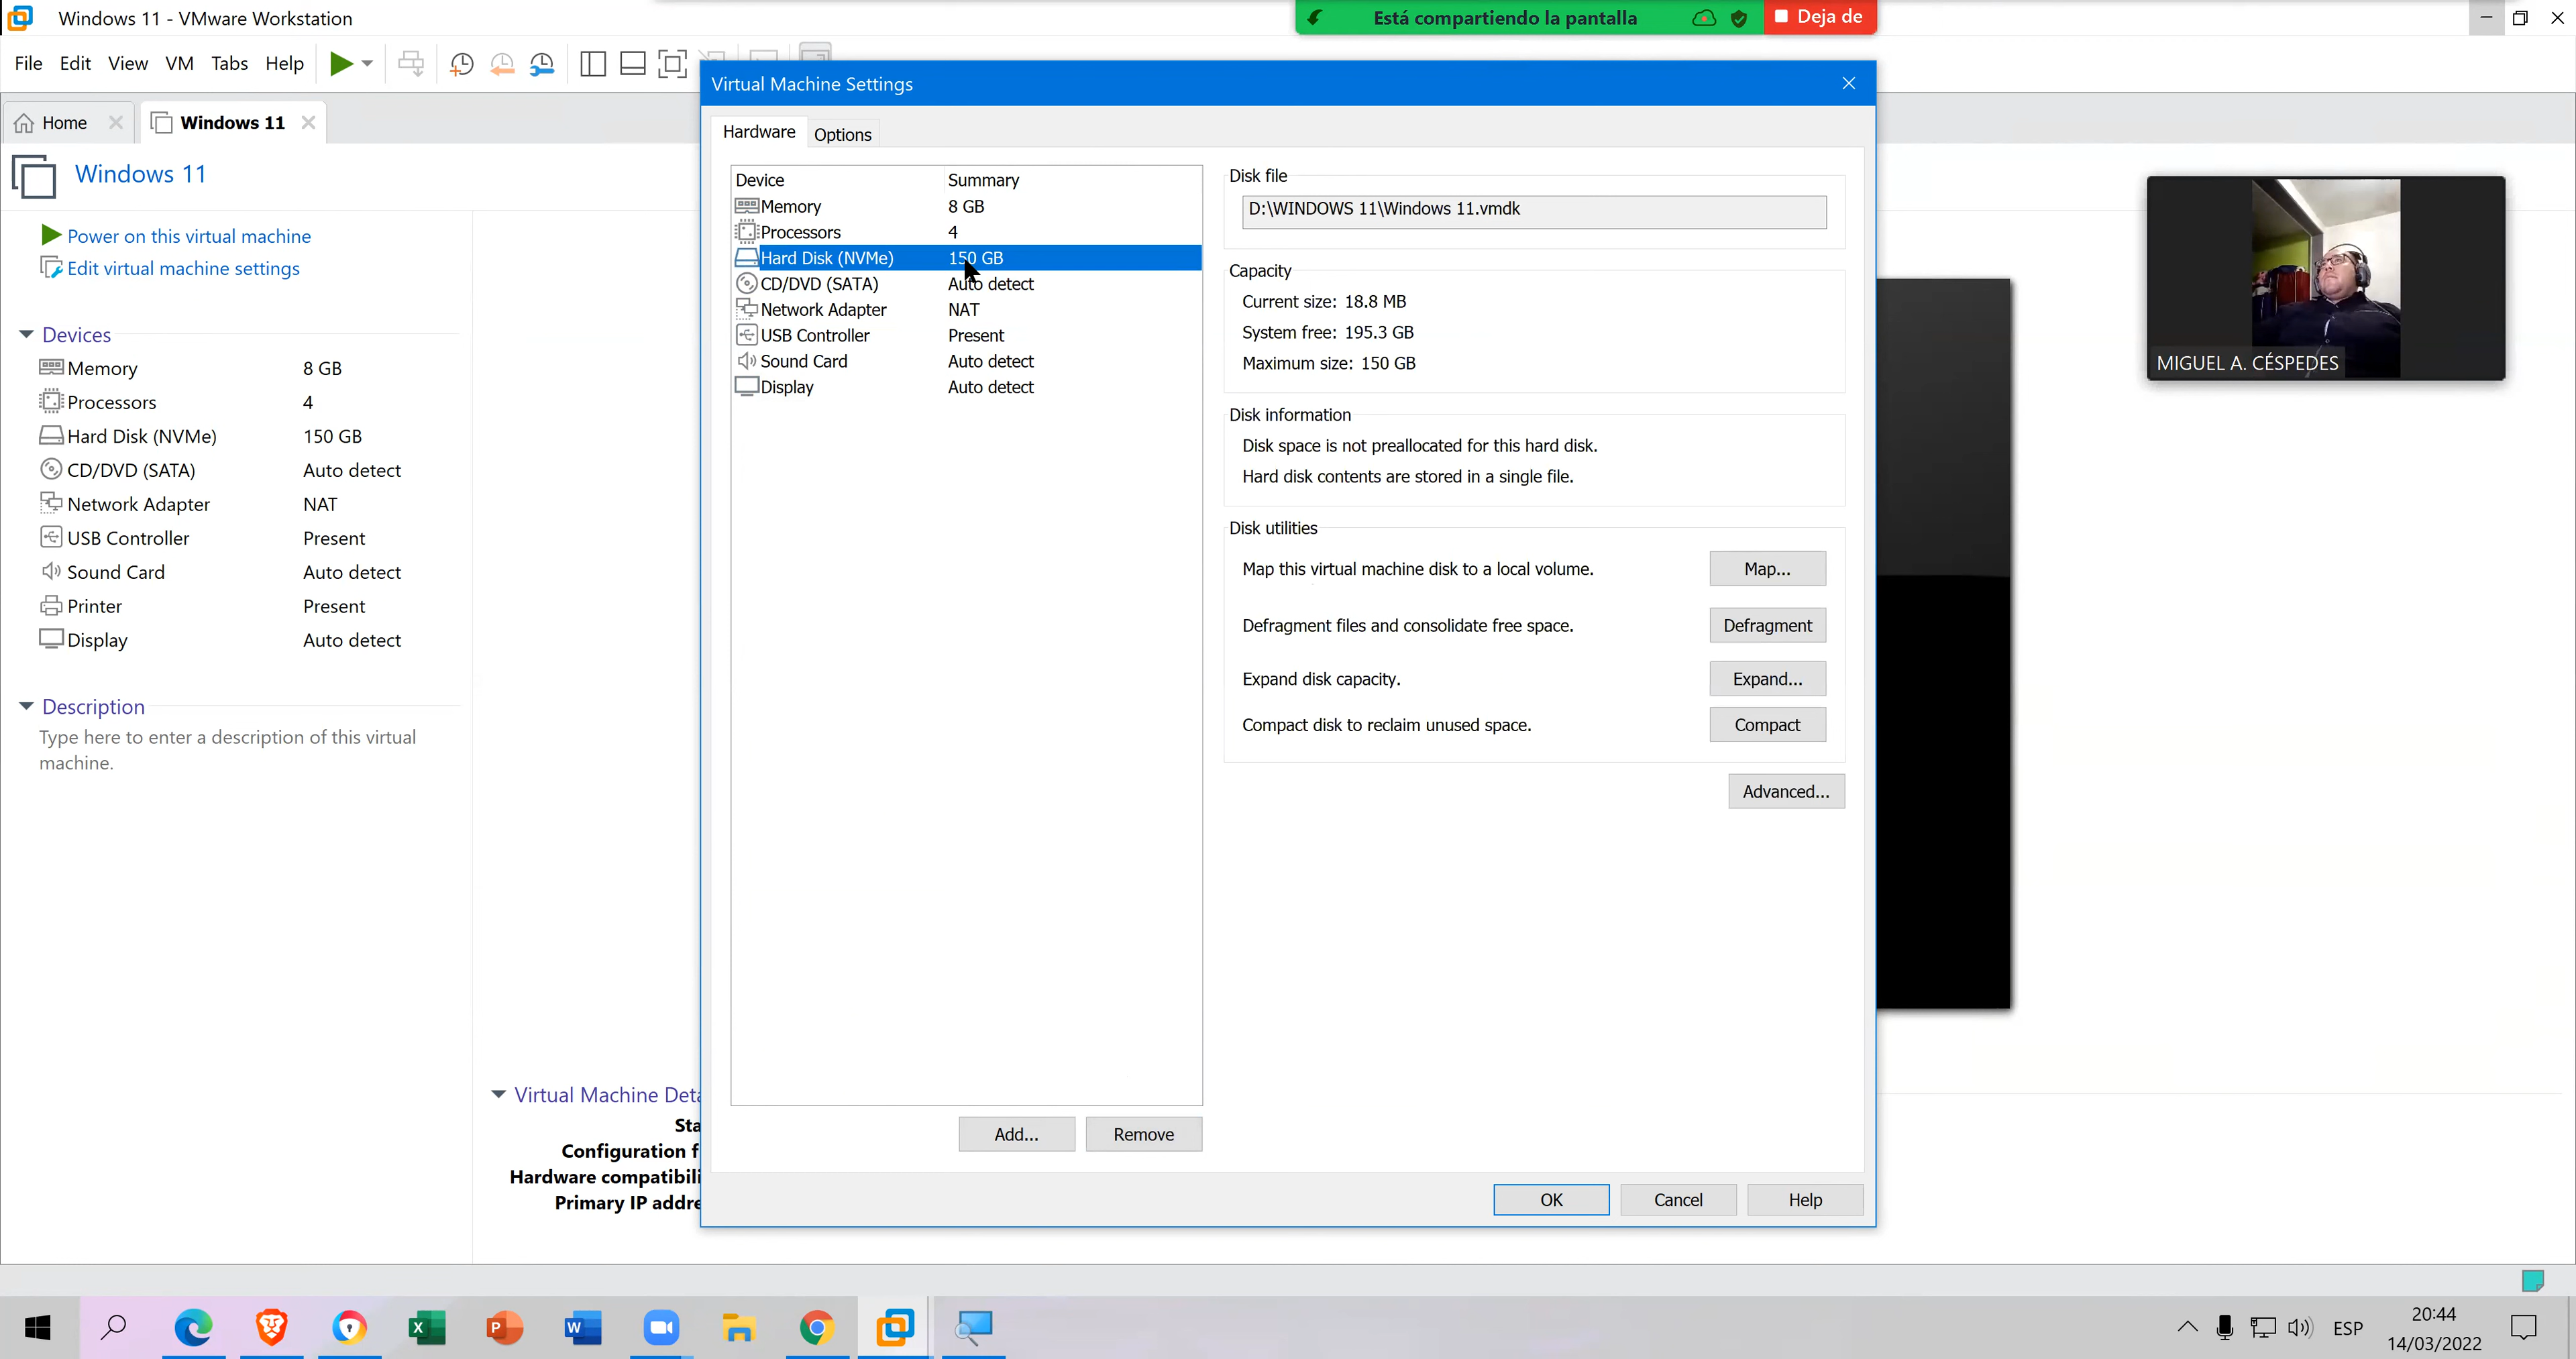 Windows 11 - VMware Workstation
Está compartiendo la pantalla
Deja de
File Edit View VM Tabs Help
Home
Windows 11
Windows 11
Power on this virtual machine
Edit virtual machine settings
Devices
Memory 8 GB
Processors 4
Hard Disk (NVMe) 150 GB
CD/DVD (SATA) Auto detect
Network Adapter NAT
USB Controller Present
Sound Card Auto detect
Printer Present
Display Auto detect
Description
Type here to enter a description of this virtual
machine.
Virtual Machine Deta
Sta
Configuration f
Hardware compatibili
Primary IP addre
Virtual Machine Settings
Hardware Options
Device Summary
Memory 8 GB
Processors 4
Hard Disk (NVMe) 150 GB
CD/DVD (SATA) Auto detect
Network Adapter NAT
USB Controller Present
Sound Card Auto detect
Display Auto detect
Add... Remove
Disk file
D:\WINDOWS 11\Windows 11.vmdk
Capacity
Current size: 18.8 MB
System free: 195.3 GB
Maximum size: 150 GB
Disk information
Disk space is not preallocated for this hard disk.
Hard disk contents are stored in a single file.
Disk utilities
Map this virtual machine disk to a local volume. Map...
Defragment files and consolidate free space. Defragment
Expand disk capacity. Expand...
Compact disk to reclaim unused space. Compact
Advanced...
OK Cancel Help
MIGUEL A. CÉSPEDES
ESP
20:44
14/03/2022